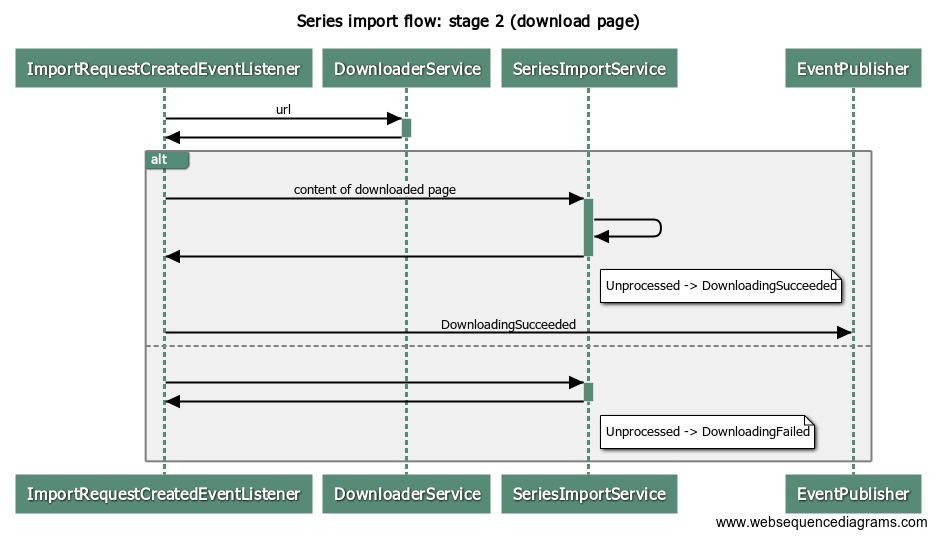 Series import flow: stage 2 (download page)
ImportRequestCreatedEventListener
DownloaderService
SeriesImportService
EventPublisher
url
alt
content of downloaded page
Unprocessed -> DownloadingSucceeded
DownloadingSucceeded
Unprocessed -> DownloadingFailed
ImportRequestCreatedEventListener
DownloaderService
SeriesImportService
EventPublisher
www.websequencediagrams.com